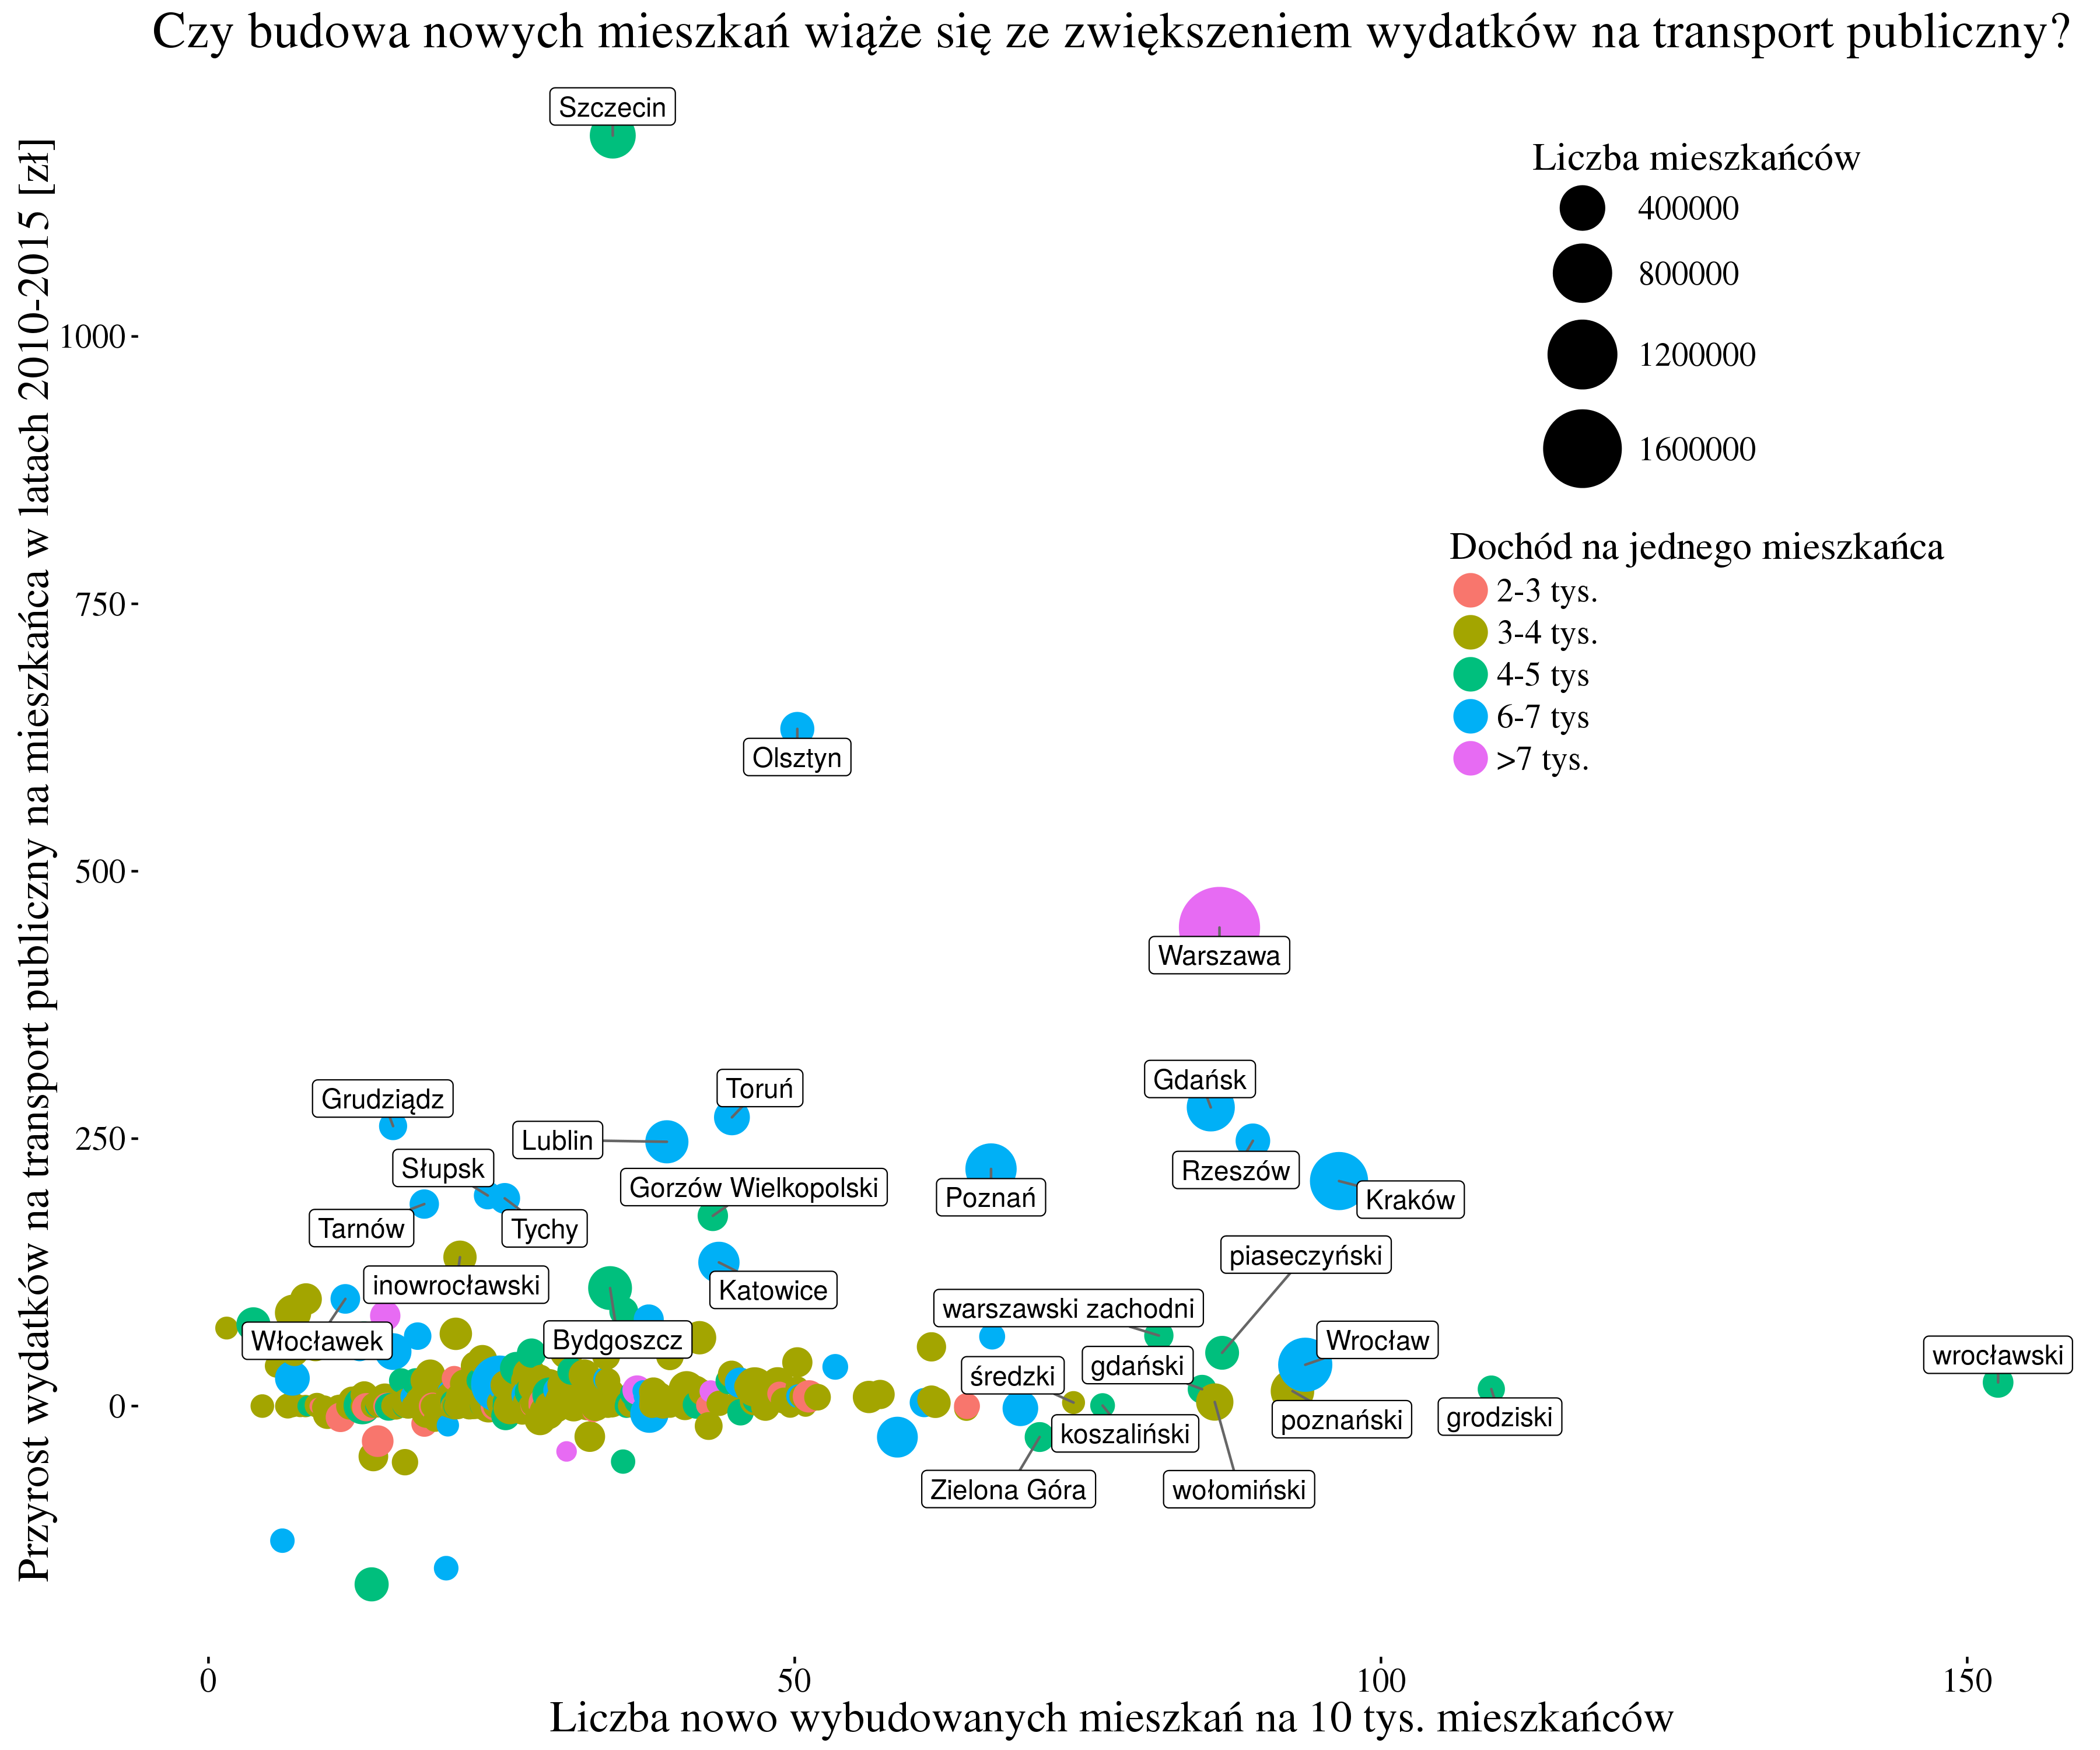 Czy budowa nowych mieszkań wiąże się ze zwiększeniem wydatków na transport publiczny?
Przyrost wydatków na transport publiczny na mieszkańca w latach 2010-2015 [zł]
1000
750
500
250
0
Szczecin
Liczba mieszkańców
400000
800000
1200000
1600000
Dochód na jednego mieszkańca
2-3 tys.
3-4 tys.
4-5 tys
6-7 tys
>7 tys.
Olsztyn
Warszawa
Gdańsk
Toruń
Grudziądz
Lublin
Słupsk
Rzeszów
Gorzów Wielkopolski
Poznań
Kraków
Tarnów
Tychy
piaseczyński
inowrocławski
Katowice
warszawski zachodni
Włocławek
Bydgoszcz
Wrocław
wrocławski
gdański
średzki
grodziski
poznański
koszaliński
Zielona Góra
wołomiński
0
50
100
150
Liczba nowo wybudowanych mieszkań na 10 tys. mieszkańców